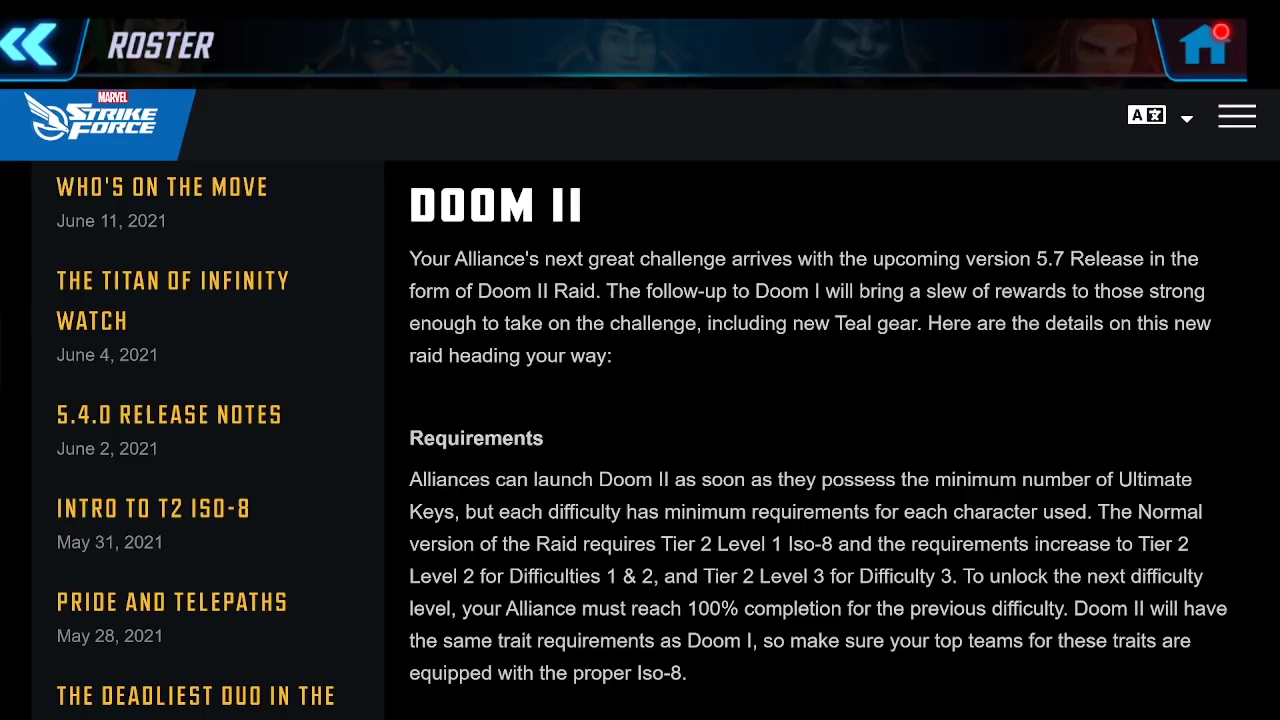 ROSTER
MARVEL
STRIKE
FORCE
A文
WHO'S ON THE MOVE
June 11, 2021
THE TITAN OF INFINITY
WATCH
June 4, 2021
5.4.0 RELEASE NOTES
June 2, 2021
INTRO TO T2 ISO-8
May 31, 2021
PRIDE AND TELEPATHS
May 28, 2021
THE DEADLIEST DUO IN THE
DOOM II
Your Alliance's next great challenge arrives with the upcoming version 5.7 Release in the
form of Doom II Raid. The follow-up to Doom I will bring a slew of rewards to those strong
enough to take on the challenge, including new Teal gear. Here are the details on this new
raid heading your way:
Requirements
Alliances can launch Doom II as soon as they possess the minimum number of Ultimate
Keys, but each difficulty has minimum requirements for each character used. The Normal
version of the Raid requires Tier 2 Level 1 Iso-8 and the requirements increase to Tier 2
Level 2 for Difficulties 1 & 2, and Tier 2 Level 3 for Difficulty 3. To unlock the next difficulty
level, your Alliance must reach 100% completion for the previous difficulty. Doom II will have
the same trait requirements as Doom I, so make sure your top teams for these traits are
equipped with the proper Iso-8.